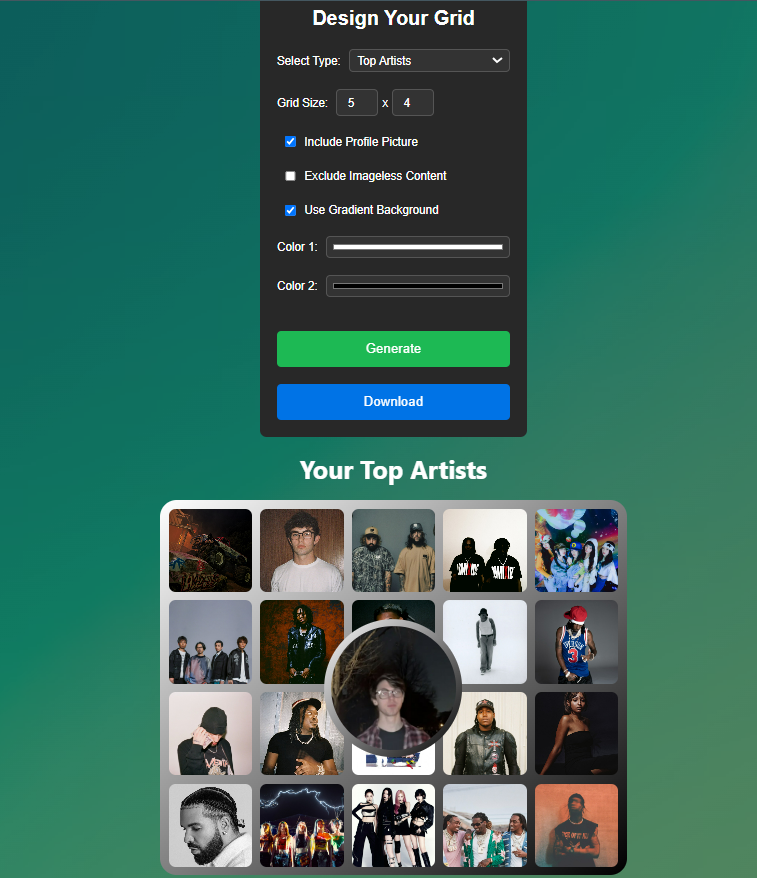 Design Your Grid
Select Type: Top Artists
Grid Size: 5 x 4
Include Profile Picture
Exclude Imageless Content
Use Gradient Background
Color 1:
Color 2:
Generate
Download
Your Top Artists
3